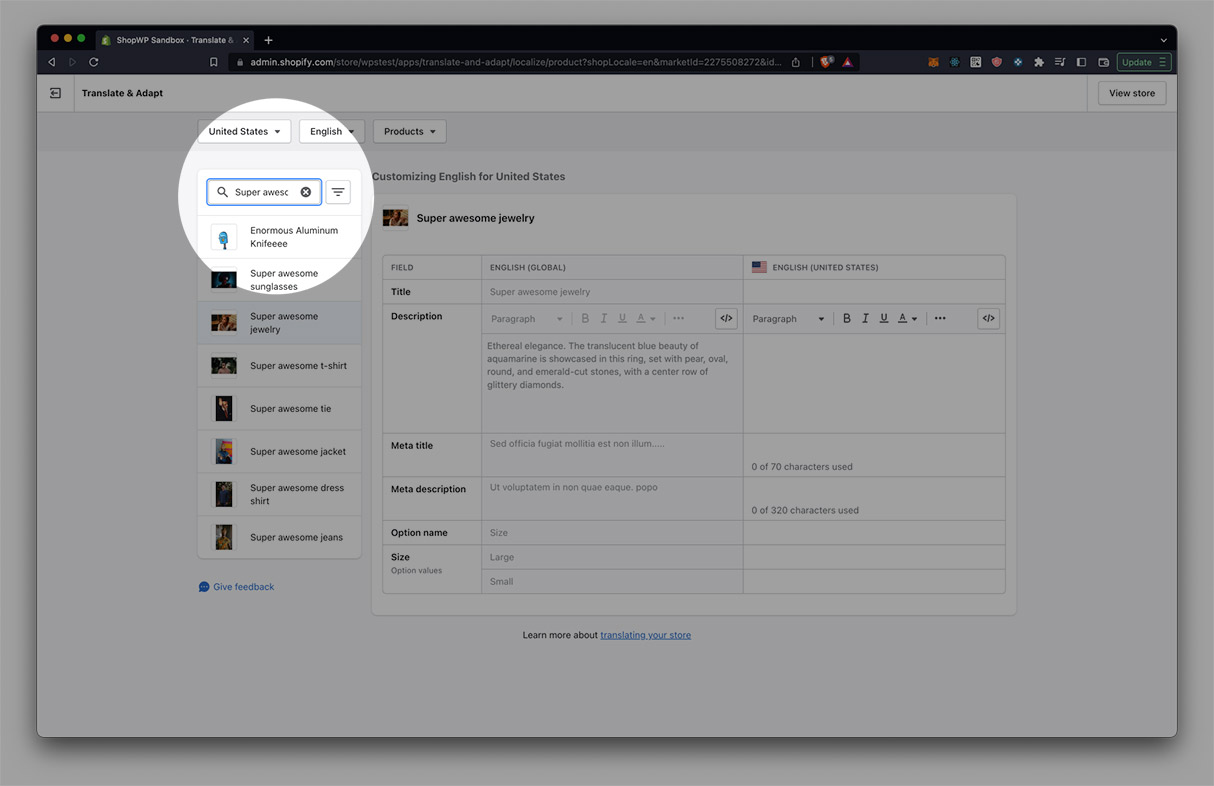 ShopWP Sandbox · Translate &
admin.shopify.com/store/wpstest/apps/translate-and-adapt/localize/product?shopLocale=en&marketId=2275508272&id...
Update
Translate & Adapt
View store
United States
English
Products
Super awesc
Enormous Aluminum
Knifeeee
Super awesome
sunglasses
Super awesome
jewelry
Super awesome t-shirt
Super awesome tie
Super awesome jacket
Super awesome dress
shirt
Super awesome jeans
Give feedback
Customizing English for United States
Super awesome jewelry
FIELD
ENGLISH (GLOBAL)
ENGLISH (UNITED STATES)
Title
Super awesome jewelry
Description
Paragraph
B I U A
Paragraph
B I U A
Ethereal elegance. The translucent blue beauty of
aquamarine is showcased in this ring, set with pear, oval,
round, and emerald-cut stones, with a center row of
glittery diamonds.
Meta title
Sed officia fugiat mollitia est non illum.....
0 of 70 characters used
Meta description
Ut voluptatem in non quae eaque. popo
0 of 320 characters used
Option name
Size
Size
Option values
Large
Small
Learn more about translating your store